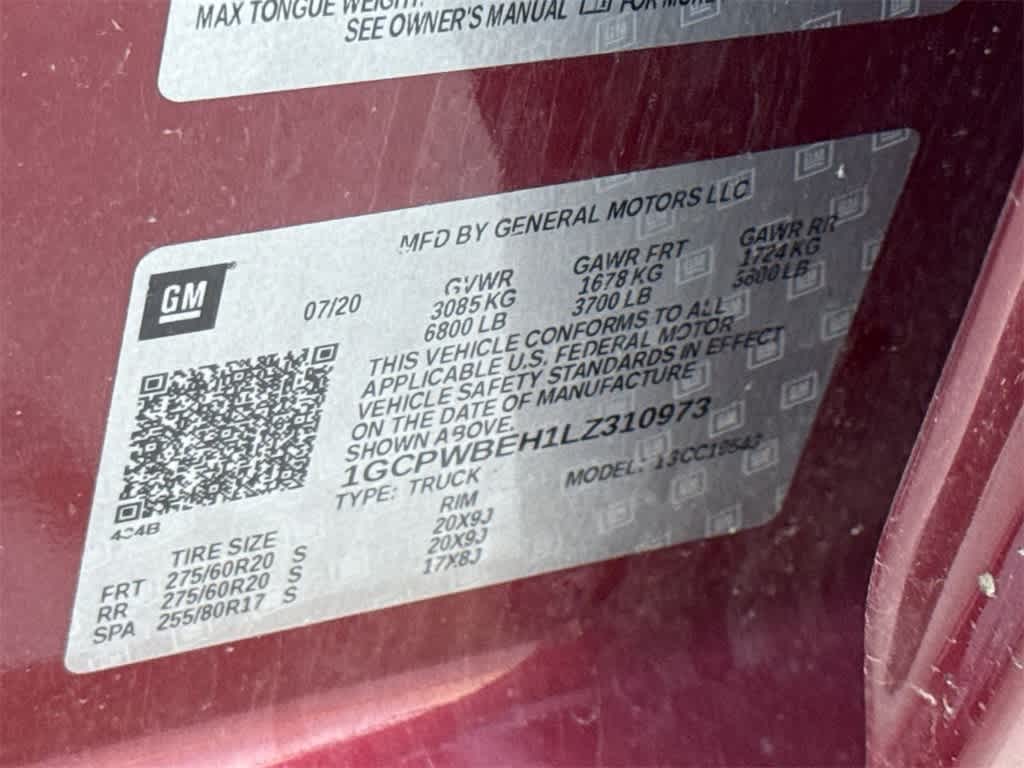 MAX TONGUE WEIGHT:
SEE OWNER'S MANUAL FOR MORE
MFD BY GENERAL MOTORS LLC
GM
07/20
GVWR GAWR FRT GAWR RR
3085 KG 1678 KG 1724 KG
6800 LB 3700 LB 3800 LB
THIS VEHICLE CONFORMS TO ALL
APPLICABLE U.S. FEDERAL MOTOR
VEHICLE SAFETY STANDARDS IN EFFECT
ON THE DATE OF MANUFACTURE
SHOWN ABOVE.
1GCPWBEH1LZ310973
TYPE: TRUCK MODEL:
TIRE SIZE RIM
FRT 275/60R20 S 20X9J
RR 275/60R20 S 20X9J
SPA 255/80R17 S 17X8J